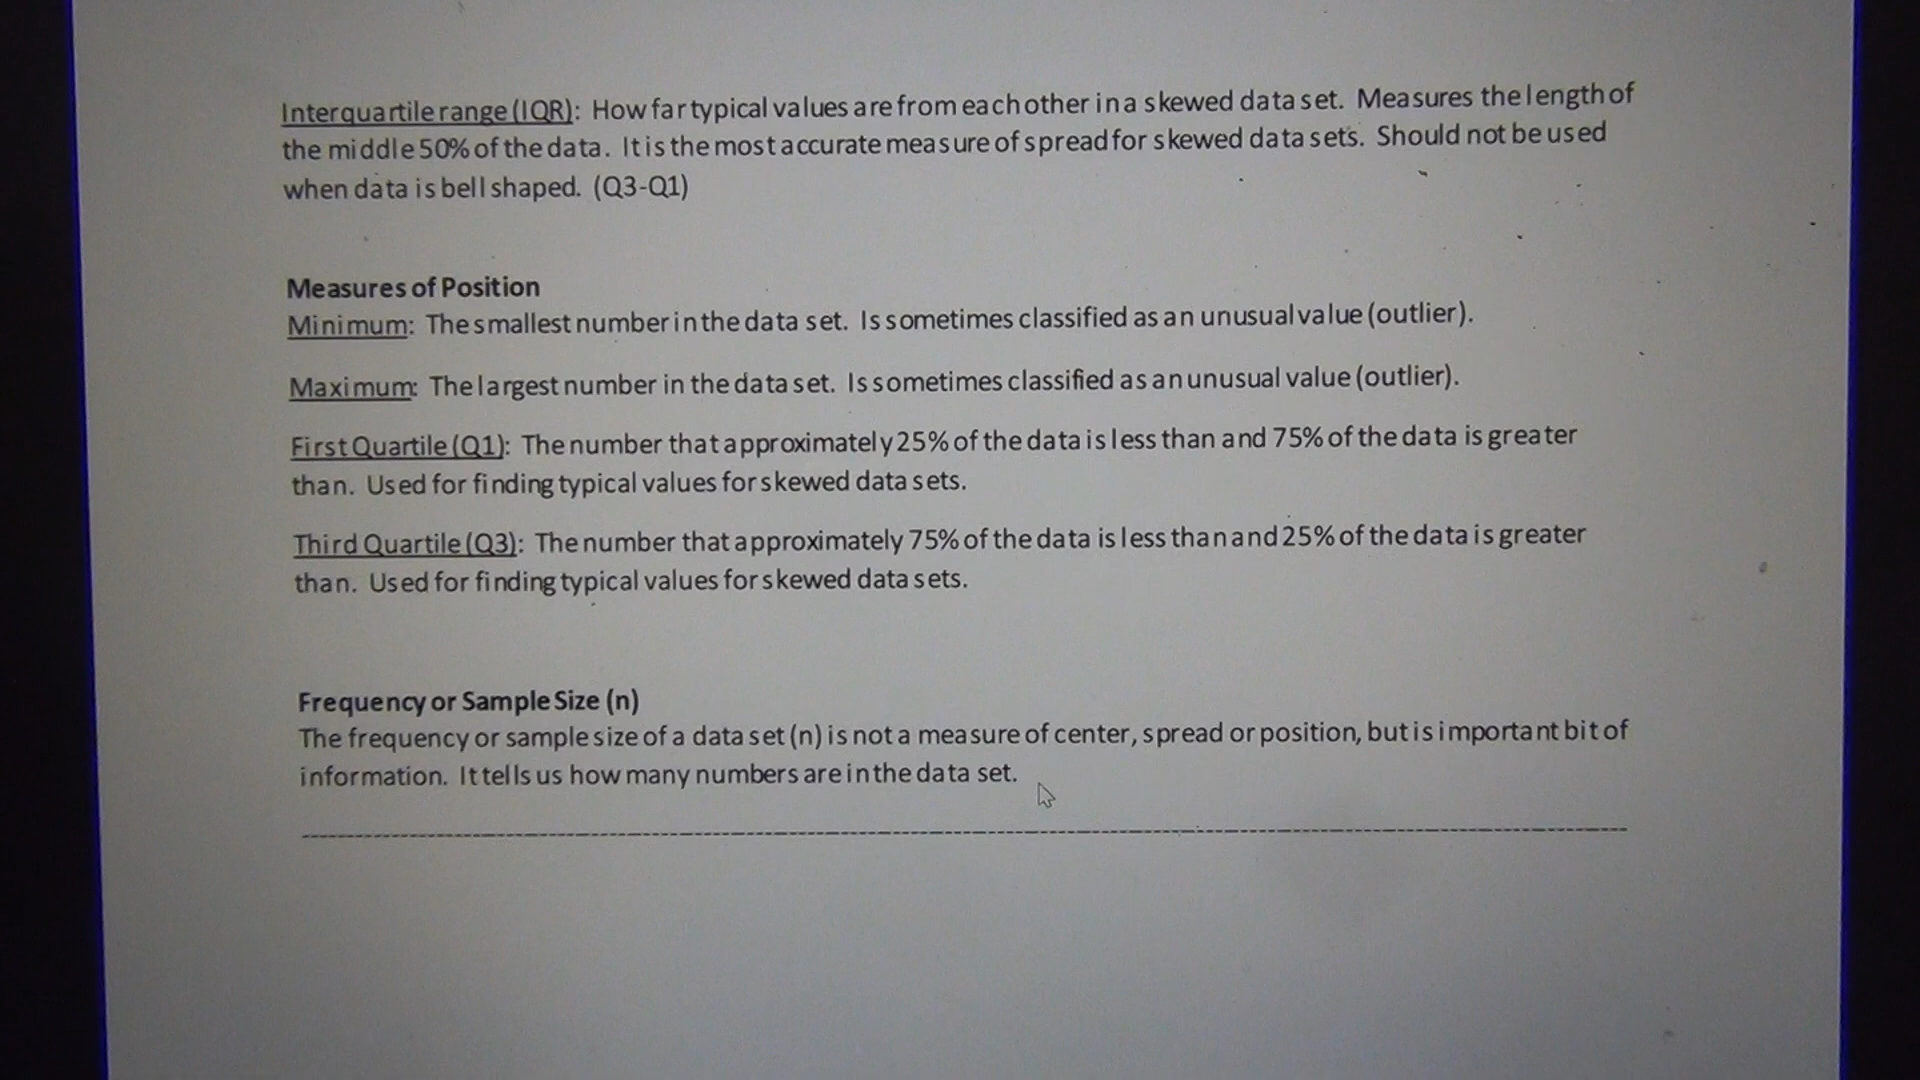 Interquartile range (IQR): How far typical values are from each other in a skewed data set. Measures the length of
the middle 50% of the data. It is the most accurate measure of spread for skewed data sets. Should not be used
when data is bell shaped. (Q3-Q1)
Measures of Position
Minimum: The smallest number in the data set. Is sometimes classified as an unusual value (outlier).
Maximum: The largest number in the data set. Is sometimes classified as an unusual value (outlier).
First Quartile (Q1): The number that approximately 25% of the data is less than and 75% of the data is greater
than. Used for finding typical values for skewed data sets.
Third Quartile (Q3): The number that approximately 75% of the data is less than and 25% of the data is greater
than. Used for finding typical values for skewed data sets.
Frequency or Sample Size (n)
The frequency or sample size of a data set (n) is not a measure of center, spread or position, but is important bit of
information. It tells us how many numbers are in the data set.